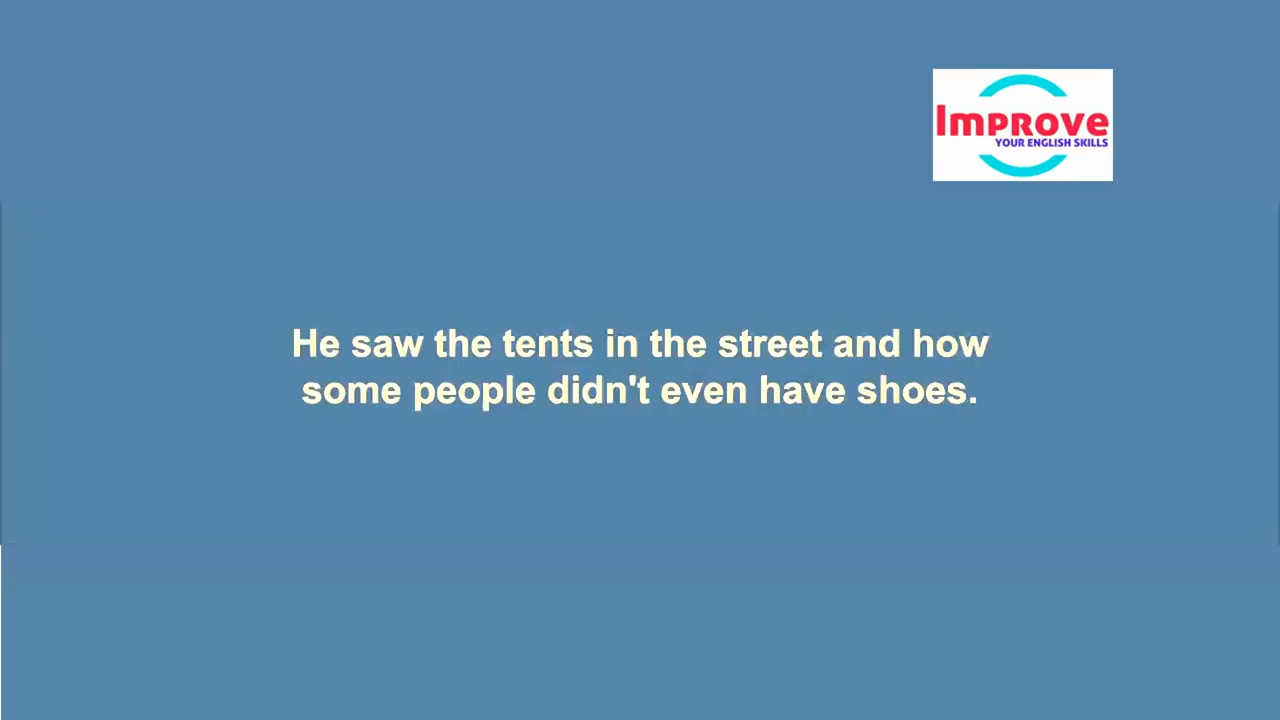 Improve
YOUR ENGLISH SKILLS
He saw the tents in the street and how
some people didn't even have shoes.